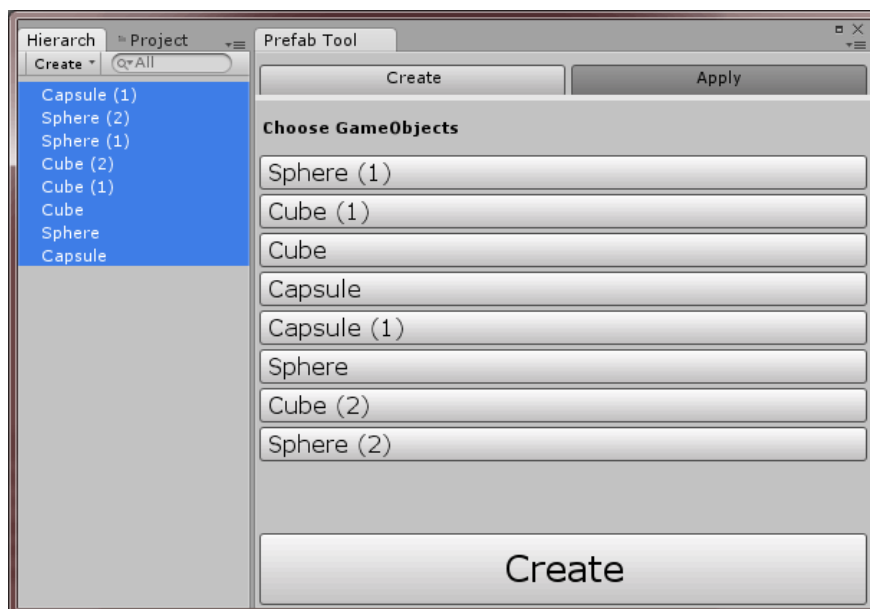 Hierarch
Project
Create
All
Capsule (1)
Sphere (2)
Sphere (1)
Cube (2)
Cube (1)
Cube
Sphere
Capsule
Prefab Tool
Create
Apply
Choose GameObjects
Sphere (1)
Cube (1)
Cube
Capsule
Capsule (1)
Sphere
Cube (2)
Sphere (2)
Create